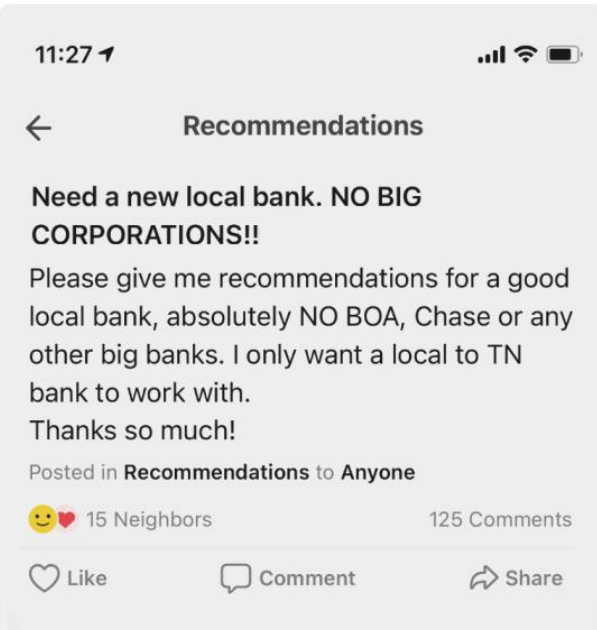 11:27
Recommendations
Need a new local bank. NO BIG
CORPORATIONS!!
Please give me recommendations for a good
local bank, absolutely NO BOA, Chase or any
other big banks. I only want a local to TN
bank to work with.
Thanks so much!
Posted in Recommendations to Anyone
15 Neighbors 125 Comments
Like Comment Share